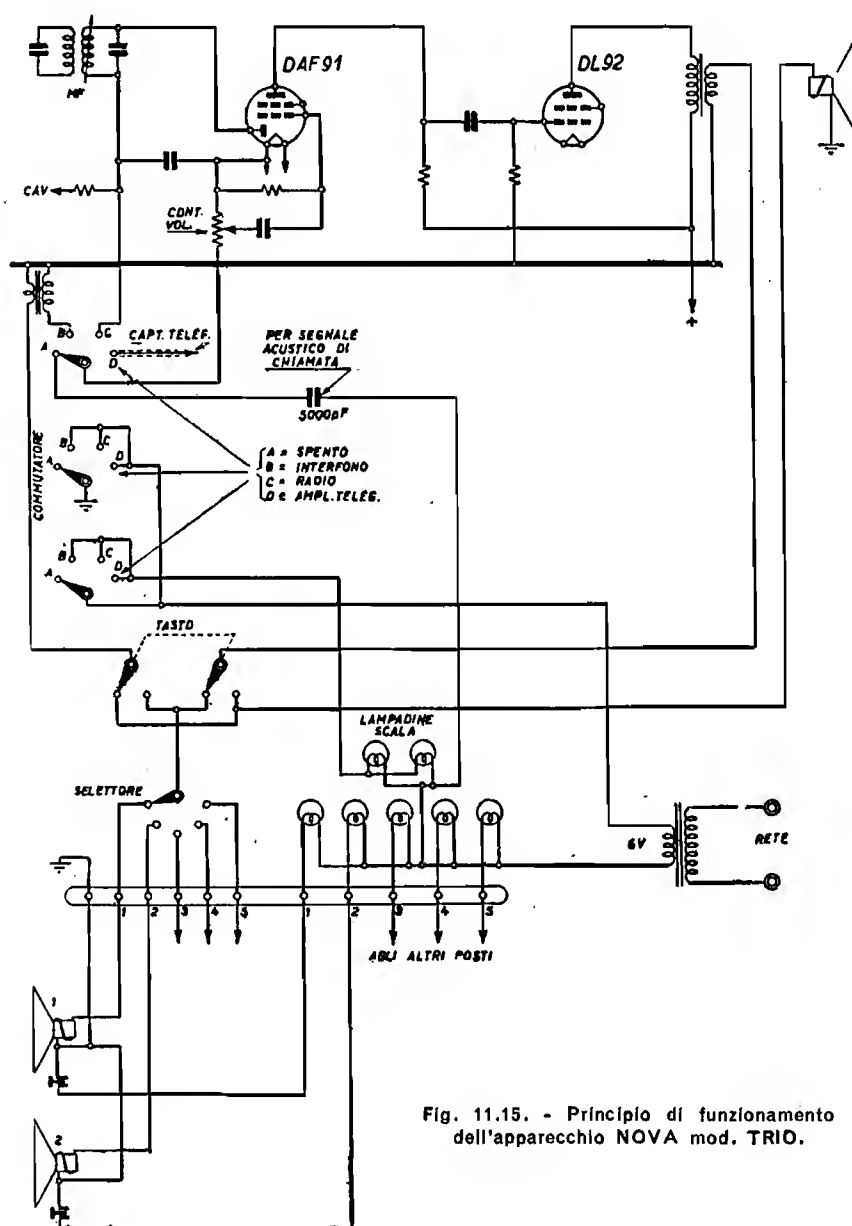 DAF91
DL92
MF
CAV
CONT.
VOL.
B
C
CAPT. TELEF.
A
D
PER SEGNALE
ACUSTICO DI
CHIAMATA
5000pF
COMMUTATORE
B
C
A
D
A = SPENTO
B = INTERFONO
C = RADIO
D = AMPL. TELEG.
B
C
A
D
TASTO
LAMPADINE
SCALA
SELETTORE
6V
RETE
+
1 2 3 4 5 1 2 3 4 5
AGLI ALTRI POSTI
1
2
Fig. 11.15. - Principio di funzionamento
dell'apparecchio NOVA mod. TRIO.